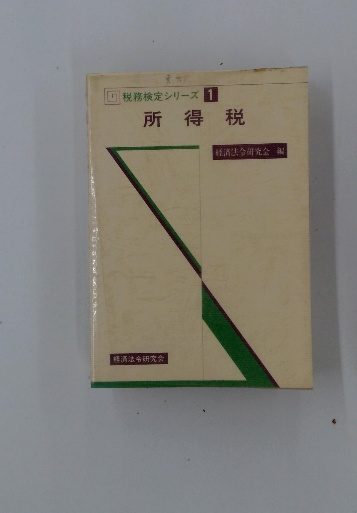 税務検定シリーズ 1
所得税
経済法令研究会 編
経済法令研究会